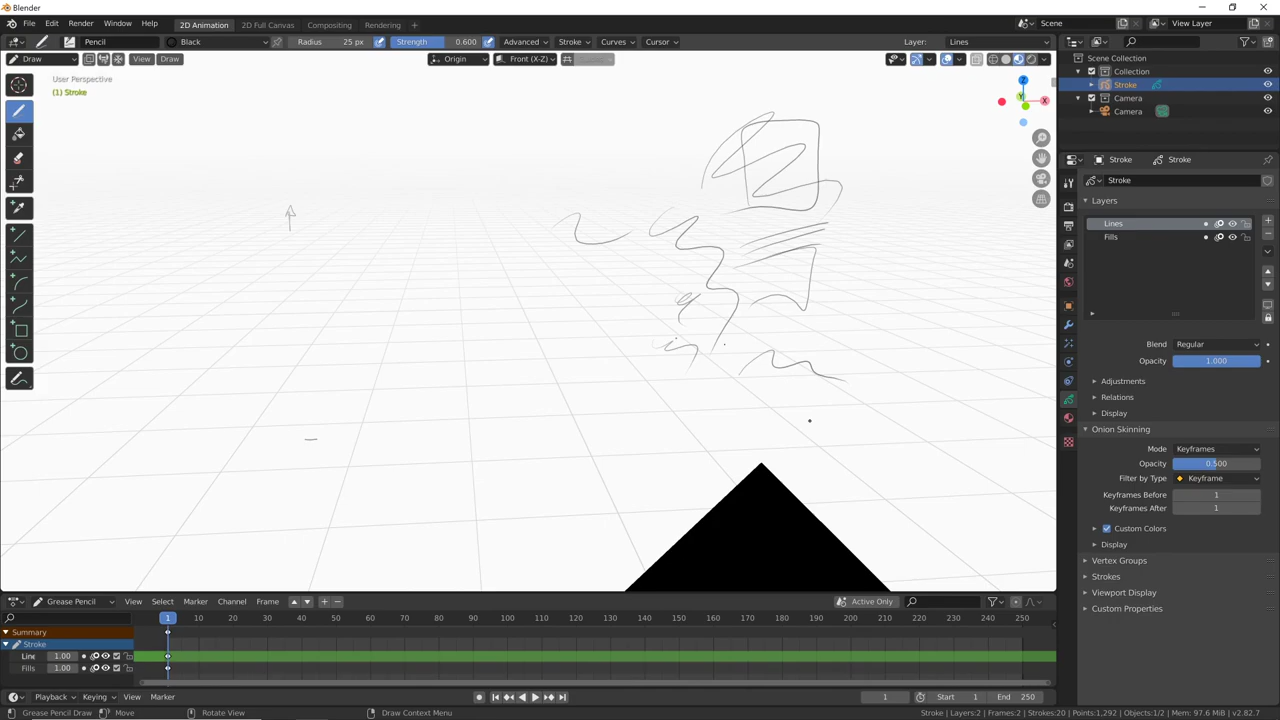 Blender
File Edit Render Window Help 2D Animation 2D Full Canvas Compositing Rendering + Scene View Layer
Pencil Black Radius 25 px Strength 0.600 Advanced Stroke Curves Cursor Layer: Lines
Draw View Draw Origin Front (X-Z)
User Perspective
(1) Stroke
Z
Y
X
Scene Collection
Collection
Stroke
Camera
Camera
Stroke Stroke
Stroke
Layers
Lines
Fills
Blend Regular
Opacity 1.000
Adjustments
Relations
Display
Onion Skinning
Mode Keyframes
Opacity 0.500
Filter by Type Keyframe
Keyframes Before 1
Keyframes After 1
Custom Colors
Display
Vertex Groups
Strokes
Viewport Display
Custom Properties
Grease Pencil View Select Marker Channel Frame Active Only
1 10 20 30 40 50 60 70 80 90 100 110 120 130 140 150 160 170 180 190 200 210 220 230 240 250
Summary
Stroke
Line 1.00
Fills 1.00
Playback Keying View Marker 1 Start 1 End 250
Grease Pencil Draw Move Rotate View Draw Context Menu Stroke | Layers:2 | Frames:2 | Strokes:20 | Points:1,292 | Objects:1/2 | Mem: 97.6 MiB | v2.82.7